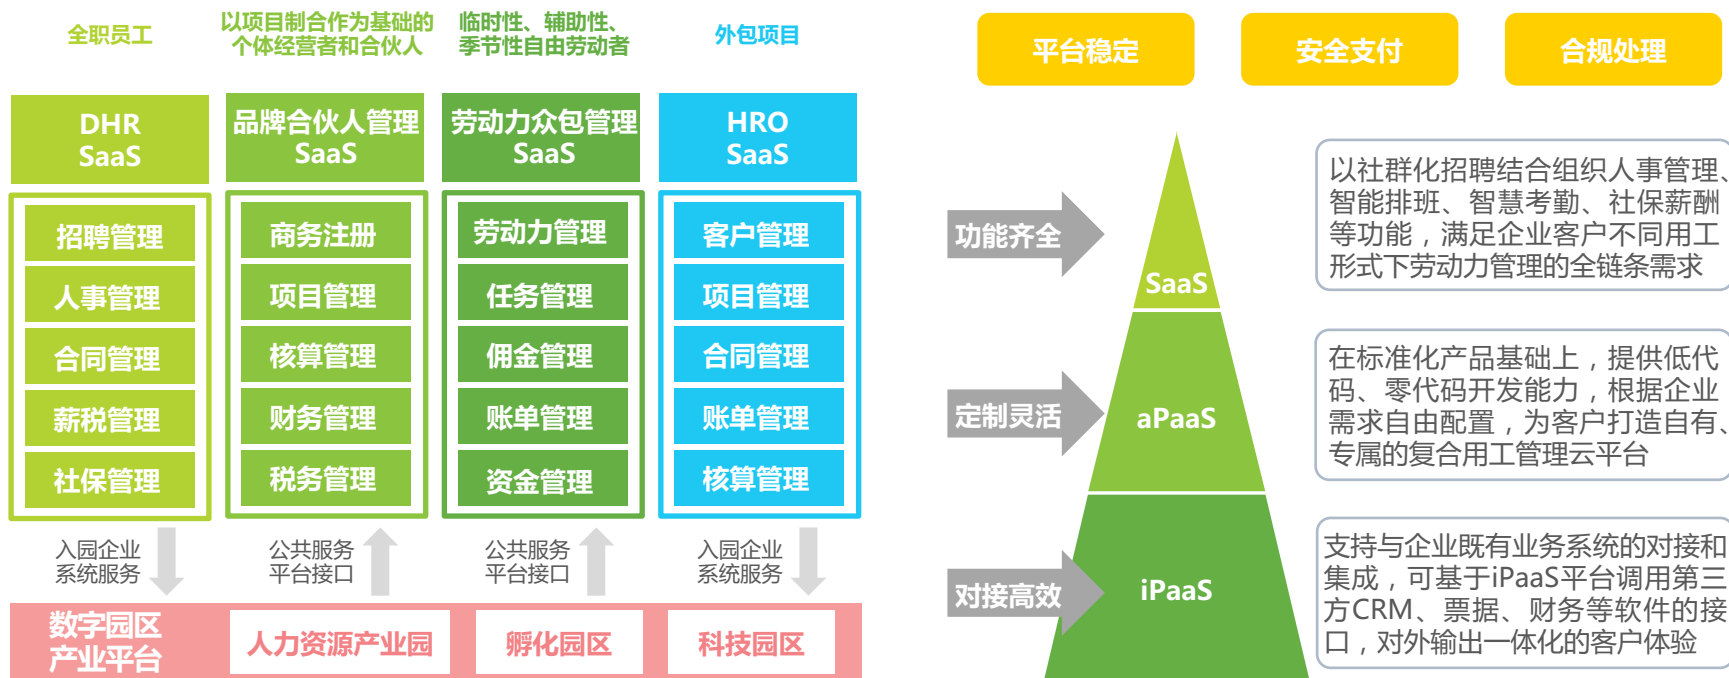 全职员工
以项目制合作为基础的
个体经营者和合伙人
临时性、辅助性、
季节性自由劳动者
外包项目
DHR
SaaS
品牌合伙人管理
SaaS
劳动力众包管理
SaaS
HRO
SaaS
招聘管理
人事管理
合同管理
薪税管理
社保管理
商务注册
项目管理
核算管理
财务管理
税务管理
劳动力管理
任务管理
佣金管理
账单管理
资金管理
客户管理
项目管理
合同管理
账单管理
核算管理
入园企业
系统服务
公共服务
平台接口
公共服务
平台接口
入园企业
系统服务
数字园区
产业平台
人力资源产业园
孵化园区
科技园区
平台稳定
安全支付
合规处理
功能齐全
SaaS
以社群化招聘结合组织人事管理、
智能排班、智慧考勤、社保薪酬
等功能，满足企业客户不同用工
形式下劳动力管理的全链条需求
定制灵活
aPaaS
在标准化产品基础上，提供低代
码、零代码开发能力，根据企业
需求自由配置，为客户打造自有、
专属的复合用工管理云平台
对接高效
iPaaS
支持与企业既有业务系统的对接和
集成，可基于iPaaS平台调用第三
方CRM、票据、财务等软件的接
口，对外输出一体化的客户体验